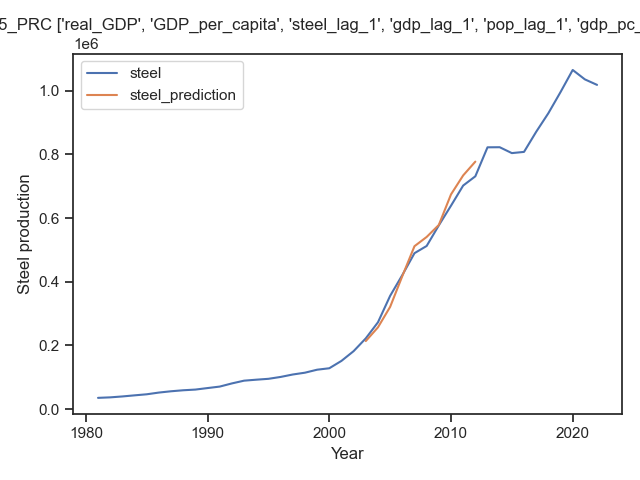 5_PRC ['real_GDP', 'GDP_per_capita', 'steel_lag_1', 'gdp_lag_1', 'pop_lag_1', 'gdp_pc_
1e6
steel
steel_prediction
1.0
0.8
0.6
0.4
0.2
0.0
Steel production
1980 1990 2000 2010 2020
Year